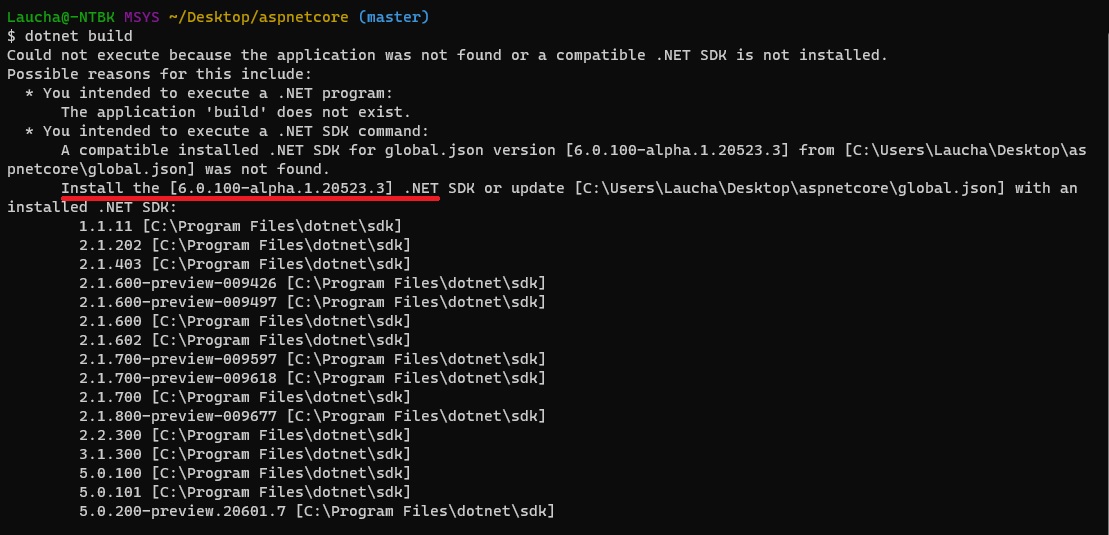 Laucha@-NTBK MSYS ~/Desktop/aspnetcore (master)
$ dotnet build
Could not execute because the application was not found or a compatible .NET SDK is not installed.
Possible reasons for this include:
  * You intended to execute a .NET program:
      The application 'build' does not exist.
  * You intended to execute a .NET SDK command:
      A compatible installed .NET SDK for global.json version [6.0.100-alpha.1.20523.3] from [C:\Users\Laucha\Desktop\as
pnetcore\global.json] was not found.
      Install the [6.0.100-alpha.1.20523.3] .NET SDK or update [C:\Users\Laucha\Desktop\aspnetcore\global.json] with an
installed .NET SDK:
        1.1.11 [C:\Program Files\dotnet\sdk]
        2.1.202 [C:\Program Files\dotnet\sdk]
        2.1.403 [C:\Program Files\dotnet\sdk]
        2.1.600-preview-009426 [C:\Program Files\dotnet\sdk]
        2.1.600-preview-009497 [C:\Program Files\dotnet\sdk]
        2.1.600 [C:\Program Files\dotnet\sdk]
        2.1.602 [C:\Program Files\dotnet\sdk]
        2.1.700-preview-009597 [C:\Program Files\dotnet\sdk]
        2.1.700-preview-009618 [C:\Program Files\dotnet\sdk]
        2.1.700 [C:\Program Files\dotnet\sdk]
        2.1.800-preview-009677 [C:\Program Files\dotnet\sdk]
        2.2.300 [C:\Program Files\dotnet\sdk]
        3.1.300 [C:\Program Files\dotnet\sdk]
        5.0.100 [C:\Program Files\dotnet\sdk]
        5.0.101 [C:\Program Files\dotnet\sdk]
        5.0.200-preview.20601.7 [C:\Program Files\dotnet\sdk]